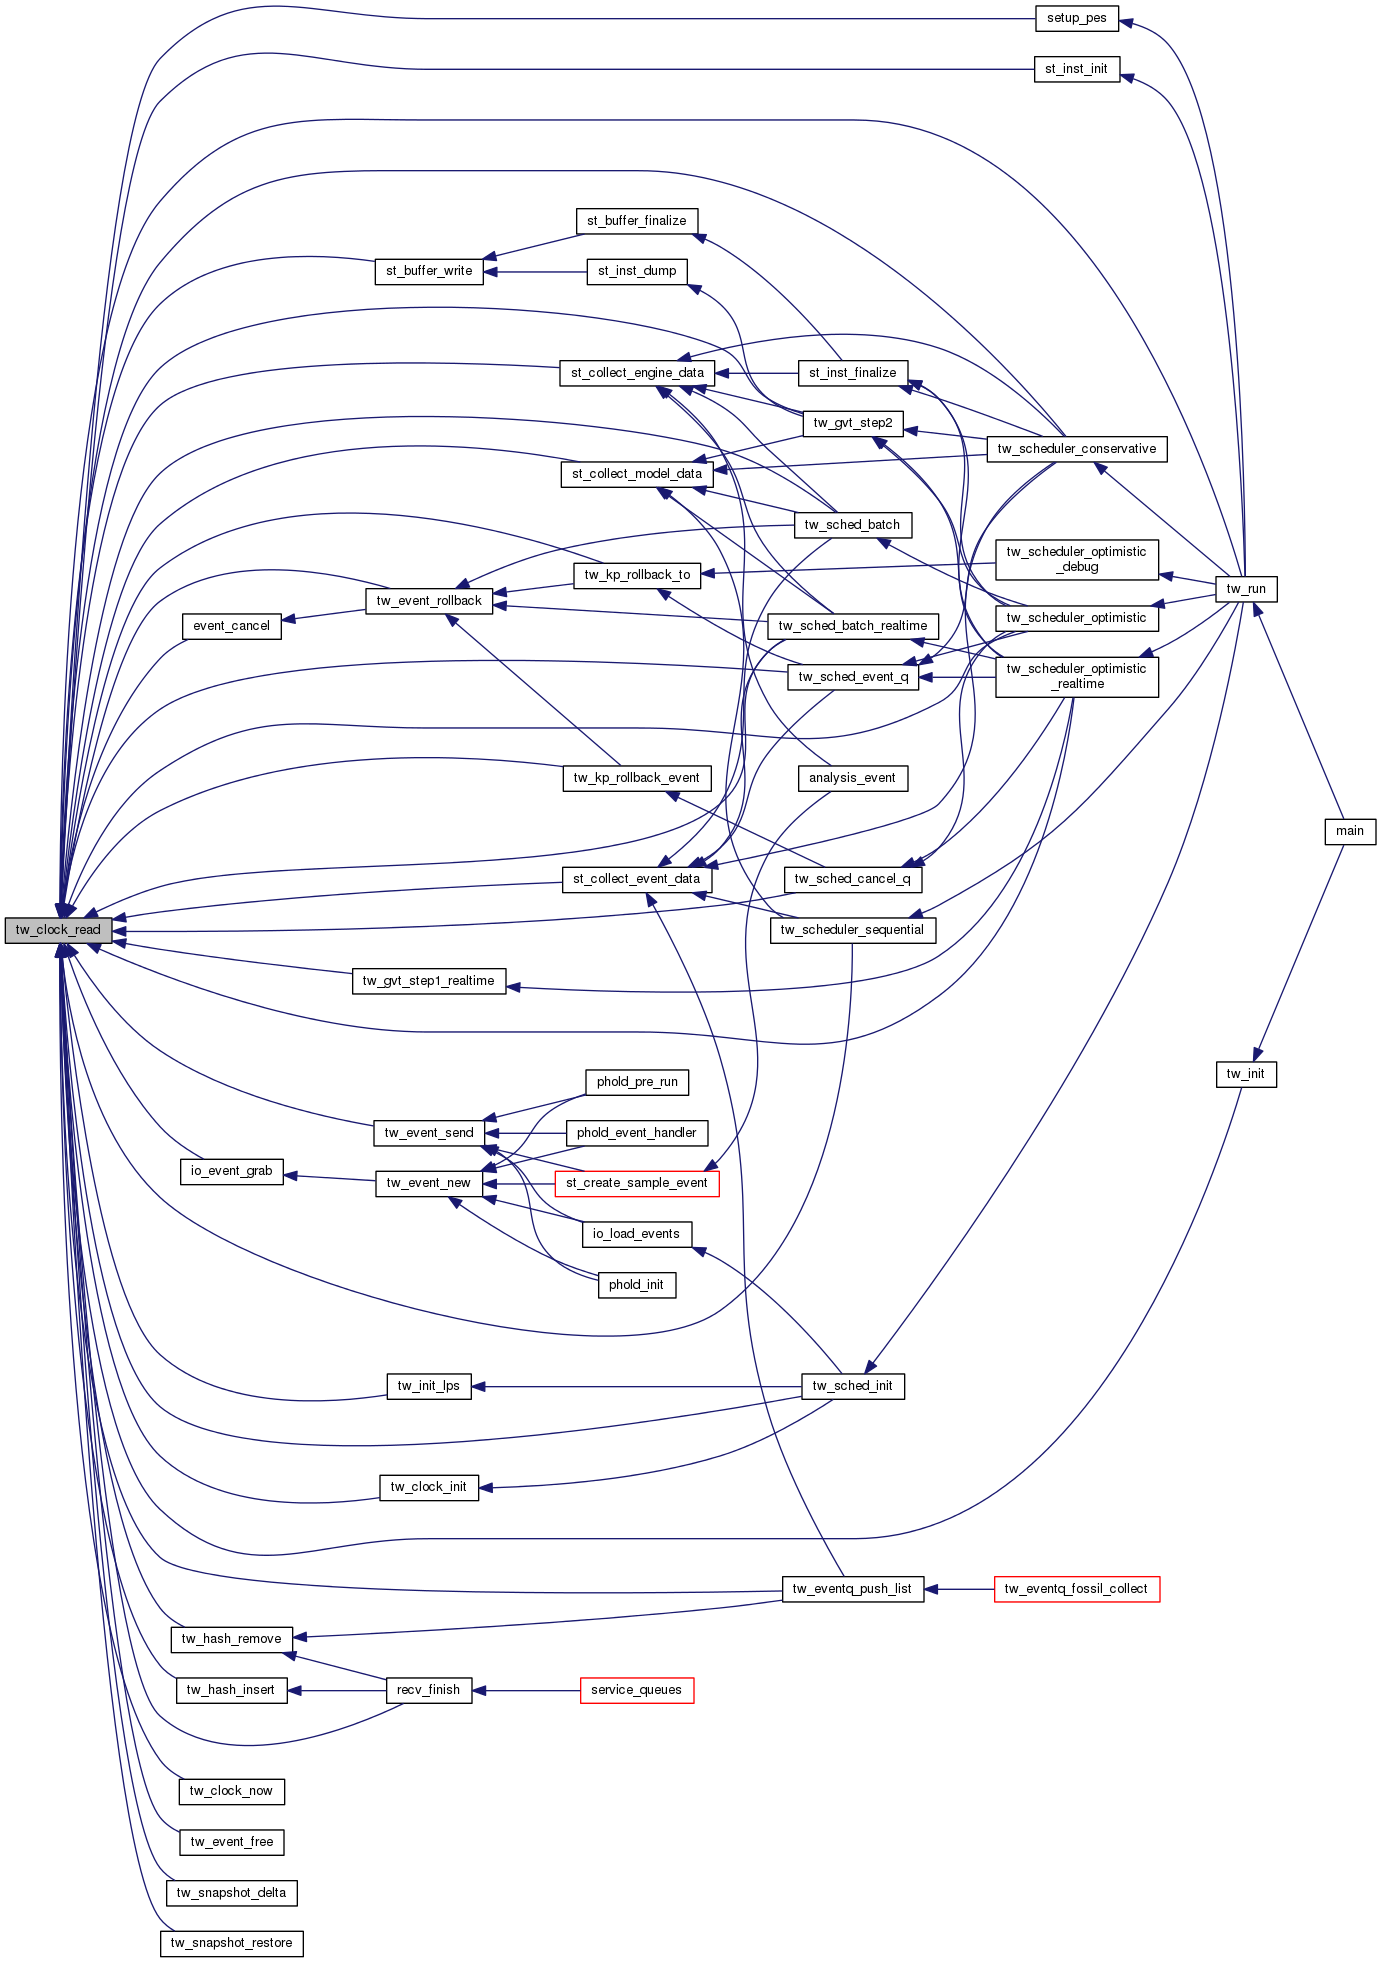 setup_pes
st_inst_init
st_buffer_finalize
st_buffer_write
st_inst_dump
st_collect_engine_data
st_inst_finalize
tw_gvt_step2
tw_scheduler_conservative
st_collect_model_data
tw_sched_batch
tw_scheduler_optimistic
_debug
tw_kp_rollback_to
tw_run
tw_event_rollback
event_cancel
tw_sched_batch_realtime
tw_scheduler_optimistic
tw_scheduler_optimistic
_realtime
tw_sched_event_q
tw_kp_rollback_event
analysis_event
main
st_collect_event_data
tw_sched_cancel_q
tw_clock_read
tw_scheduler_sequential
tw_gvt_step1_realtime
tw_init
phold_pre_run
tw_event_send
phold_event_handler
io_event_grab
tw_event_new
st_create_sample_event
io_load_events
phold_init
tw_init_lps
tw_sched_init
tw_clock_init
tw_eventq_push_list
tw_eventq_fossil_collect
tw_hash_remove
tw_hash_insert
recv_finish
service_queues
tw_clock_now
tw_event_free
tw_snapshot_delta
tw_snapshot_restore